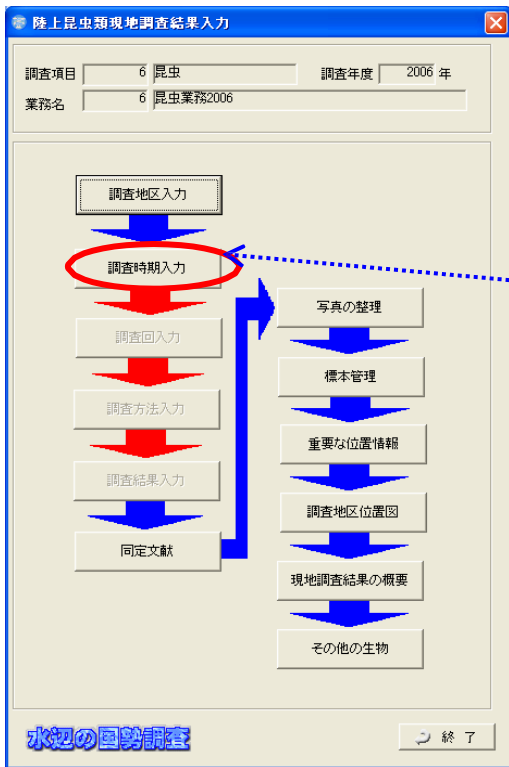 陸上昆虫類現地調査結果入力
調査項目 6 昆虫 調査年度 2006 年
業務名 6 昆虫業務2006
調査地区入力
調査時期入力
調査回入力
調査方法入力
調査結果入力
同定文献
写真の整理
標本管理
重要な位置情報
調査地区位置図
現地調査結果の概要
その他の生物
水辺の国勢調査
終 了